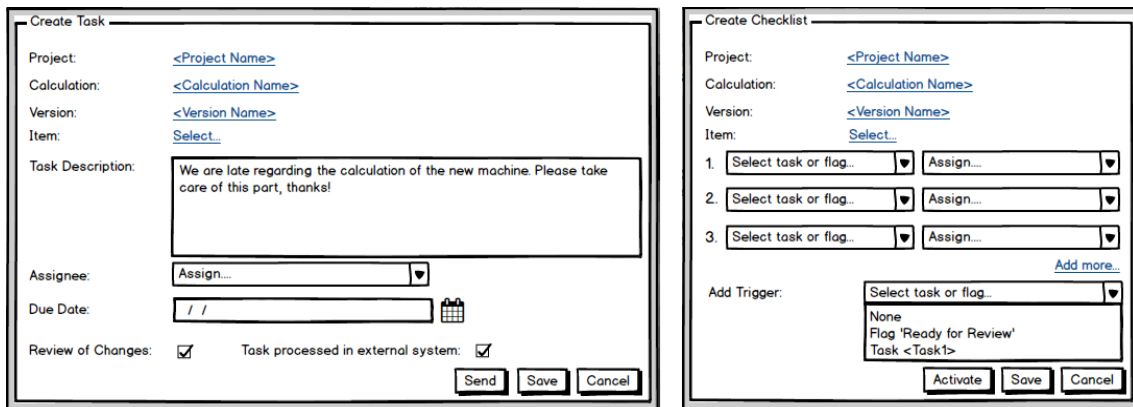 Create Task
Project: <Project Name>
Calculation: <Calculation Name>
Version: <Version Name>
Item: Select...
Task Description: We are late regarding the calculation of the new machine. Please take
care of this part, thanks!
Assignee: Assign....
Due Date: / /
Review of Changes: Task processed in external system:
Send Save Cancel
Create Checklist
Project: <Project Name>
Calculation: <Calculation Name>
Version: <Version Name>
Item: Select...
1. Select task or flag... Assign....
2. Select task or flag... Assign....
3. Select task or flag... Assign....
Add more...
Add Trigger: Select task or flag...
None
Flag 'Ready for Review'
Task <Task1>
Activate Save Cancel